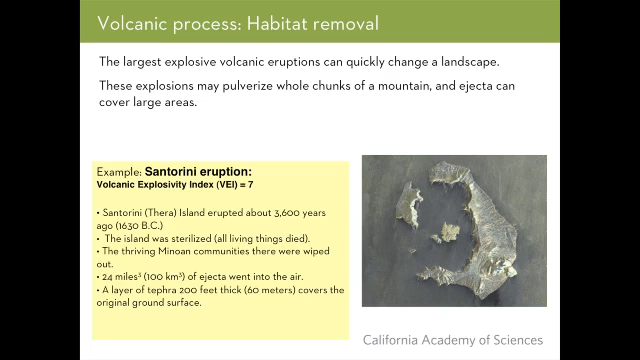 Volcanic process: Habitat removal
The largest explosive volcanic eruptions can quickly change a landscape.
These explosions may pulverize whole chunks of a mountain, and ejecta can
cover large areas.
Example: Santorini eruption:
Volcanic Explosivity Index (VEI) = 7
• Santorini (Thera) Island erupted about 3,600 years
ago (1630 B.C.)
• The island was sterilized (all living things died).
• The thriving Minoan communities there were wiped
out.
• 24 miles³ (100 km³) of ejecta went into the air.
• A layer of tephra 200 feet thick (60 meters) covers the
original ground surface.
California Academy of Sciences